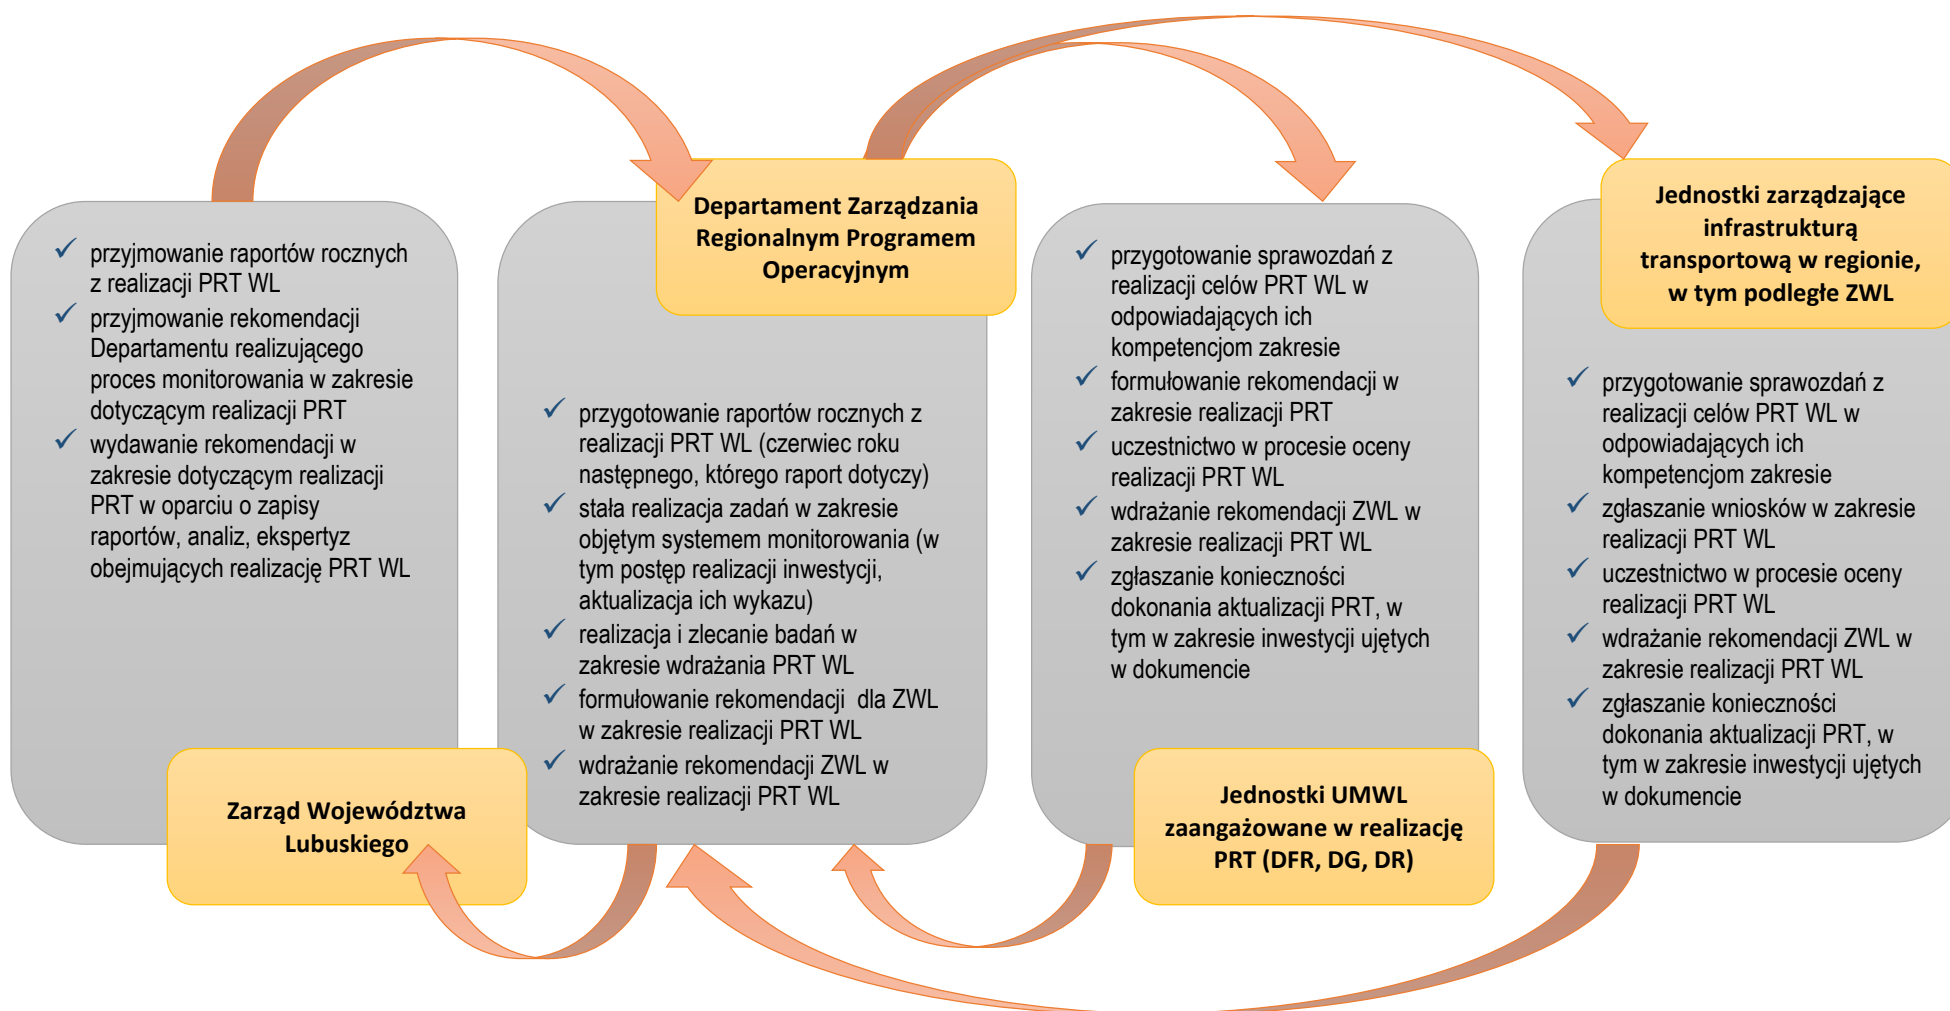 przyjmowanie raportów rocznych
z realizacji PRT WL
przyjmowanie rekomendacji
Departamentu realizującego
proces monitorowania w zakresie
dotyczącym realizacji PRT
wydawanie rekomendacji w
zakresie dotyczącym realizacji
PRT w oparciu o zapisy
raportów, analiz, ekspertyz
obejmujących realizację PRT WL
Zarząd Województwa
Lubuskiego
Departament Zarządzania
Regionalnym Programem
Operacyjnym
przygotowanie raportów rocznych z
realizacji PRT WL (czerwiec roku
następnego, którego raport dotyczy)
stała realizacja zadań w zakresie
objętym systemem monitorowania (w
tym postęp realizacji inwestycji,
aktualizacja ich wykazu)
realizacja i zlecanie badań w
zakresie wdrażania PRT WL
formułowanie rekomendacji  dla ZWL
w zakresie realizacji PRT WL
wdrażanie rekomendacji ZWL w
zakresie realizacji PRT WL
przygotowanie sprawozdań z
realizacji celów PRT WL w
odpowiadających ich
kompetencjom zakresie
formułowanie rekomendacji w
zakresie realizacji PRT
uczestnictwo w procesie oceny
realizacji PRT WL
wdrażanie rekomendacji ZWL w
zakresie realizacji PRT WL
zgłaszanie konieczności
dokonania aktualizacji PRT, w
tym w zakresie inwestycji ujętych
w dokumencie
Jednostki UMWL
zaangażowane w realizację
PRT (DFR, DG, DR)
Jednostki zarządzające
infrastrukturą
transportową w regionie,
w tym podległe ZWL
przygotowanie sprawozdań z
realizacji celów PRT WL w
odpowiadających ich
kompetencjom zakresie
zgłaszanie wniosków w zakresie
realizacji PRT WL
uczestnictwo w procesie oceny
realizacji PRT WL
wdrażanie rekomendacji ZWL w
zakresie realizacji PRT WL
zgłaszanie konieczności
dokonania aktualizacji PRT, w
tym w zakresie inwestycji ujętych
w dokumencie